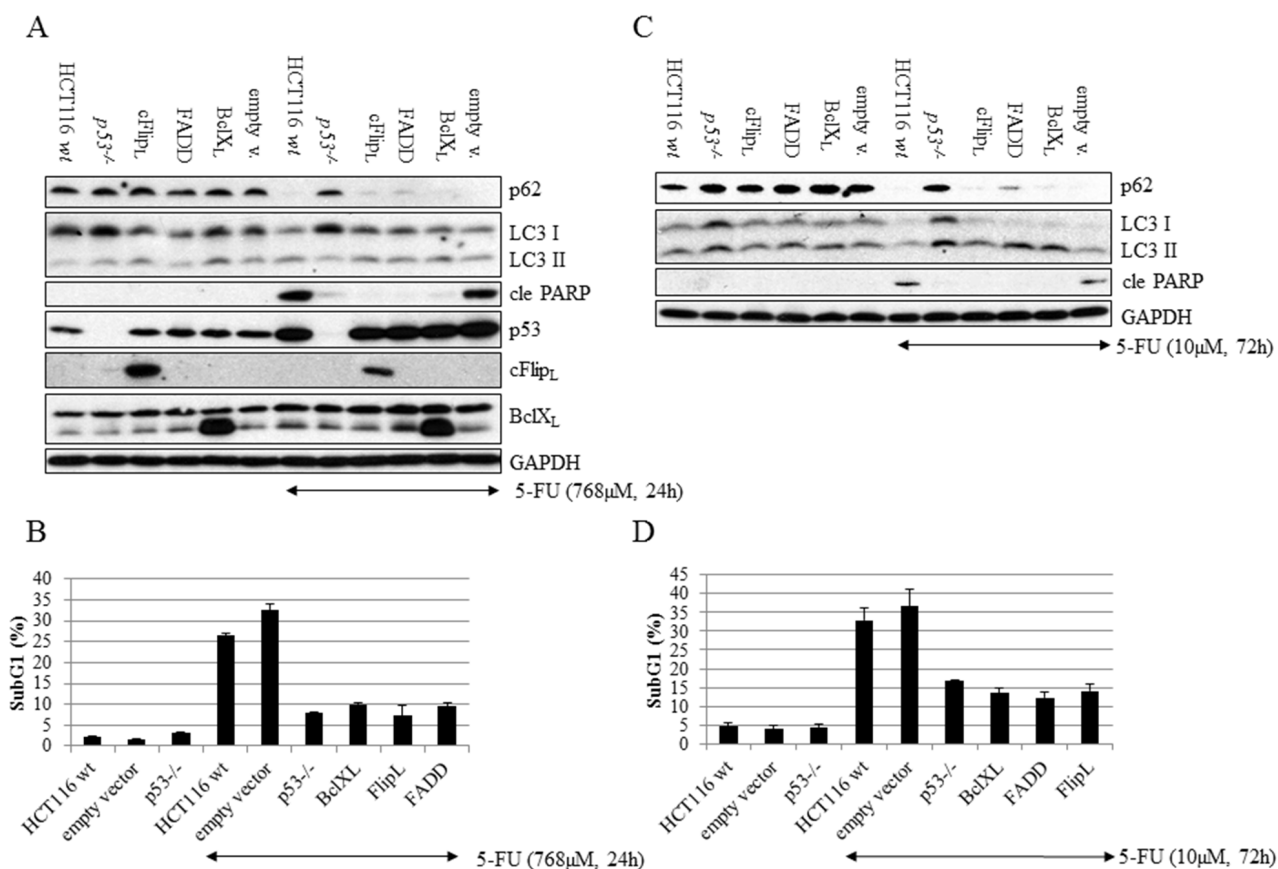 A
HCT116 wt
p53-/-
cFlipL
FADD
BclXL
empty v.
HCT116 wt
p53-/-
cFlipL
FADD
BclXL
empty v.
p62
LC3 I
LC3 II
cle PARP
p53
cFlipL
BclXL
GAPDH
5-FU (768µM, 24h)
C
HCT116 wt
p53-/-
cFlipL
FADD
BclXL
empty v.
HCT116 wt
p53-/-
cFlipL
FADD
BclXL
empty v.
p62
LC3 I
LC3 II
cle PARP
GAPDH
5-FU (10µM, 72h)
B
SubG1 (%)
40
35
30
25
20
15
10
5
0
HCT116 wt
empty vector
p53-/-
HCT116 wt
empty vector
p53-/-
BclXL
FlipL
FADD
5-FU (768µM, 24h)
D
SubG1 (%)
45
40
35
30
25
20
15
10
5
0
HCT116 wt
empty vector
p53-/-
HCT116 wt
empty vector
p53-/-
BclXL
FADD
FlipL
5-FU (10µM, 72h)